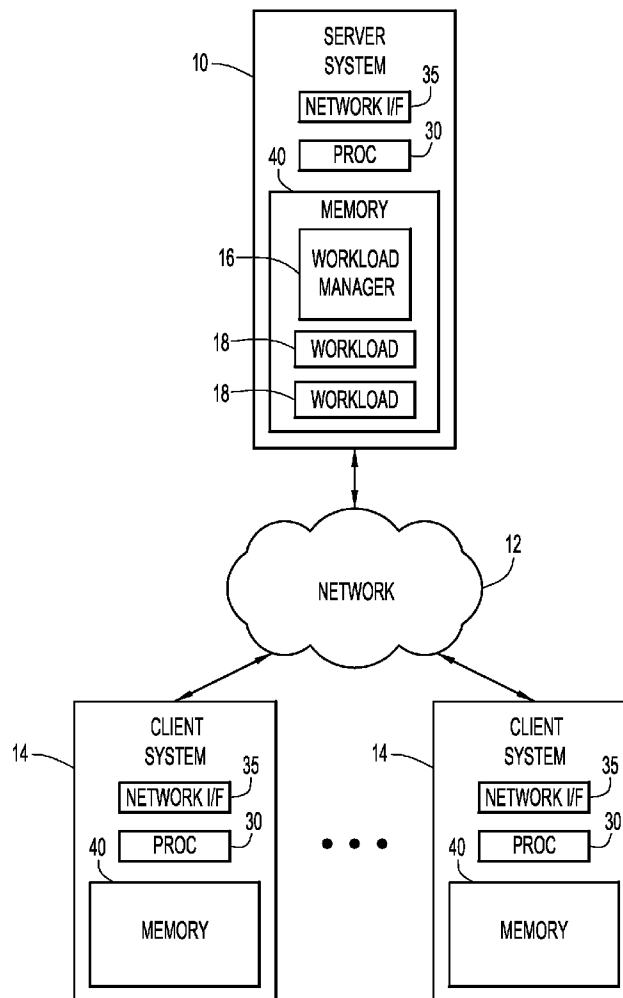 SERVER
SYSTEM
10
35
NETWORK I/F
30
PROC
40
MEMORY
16
WORKLOAD
MANAGER
18
WORKLOAD
18
WORKLOAD
12
NETWORK
CLIENT
SYSTEM
14
35
NETWORK I/F
30
PROC
40
MEMORY
CLIENT
SYSTEM
14
35
NETWORK I/F
30
PROC
40
MEMORY